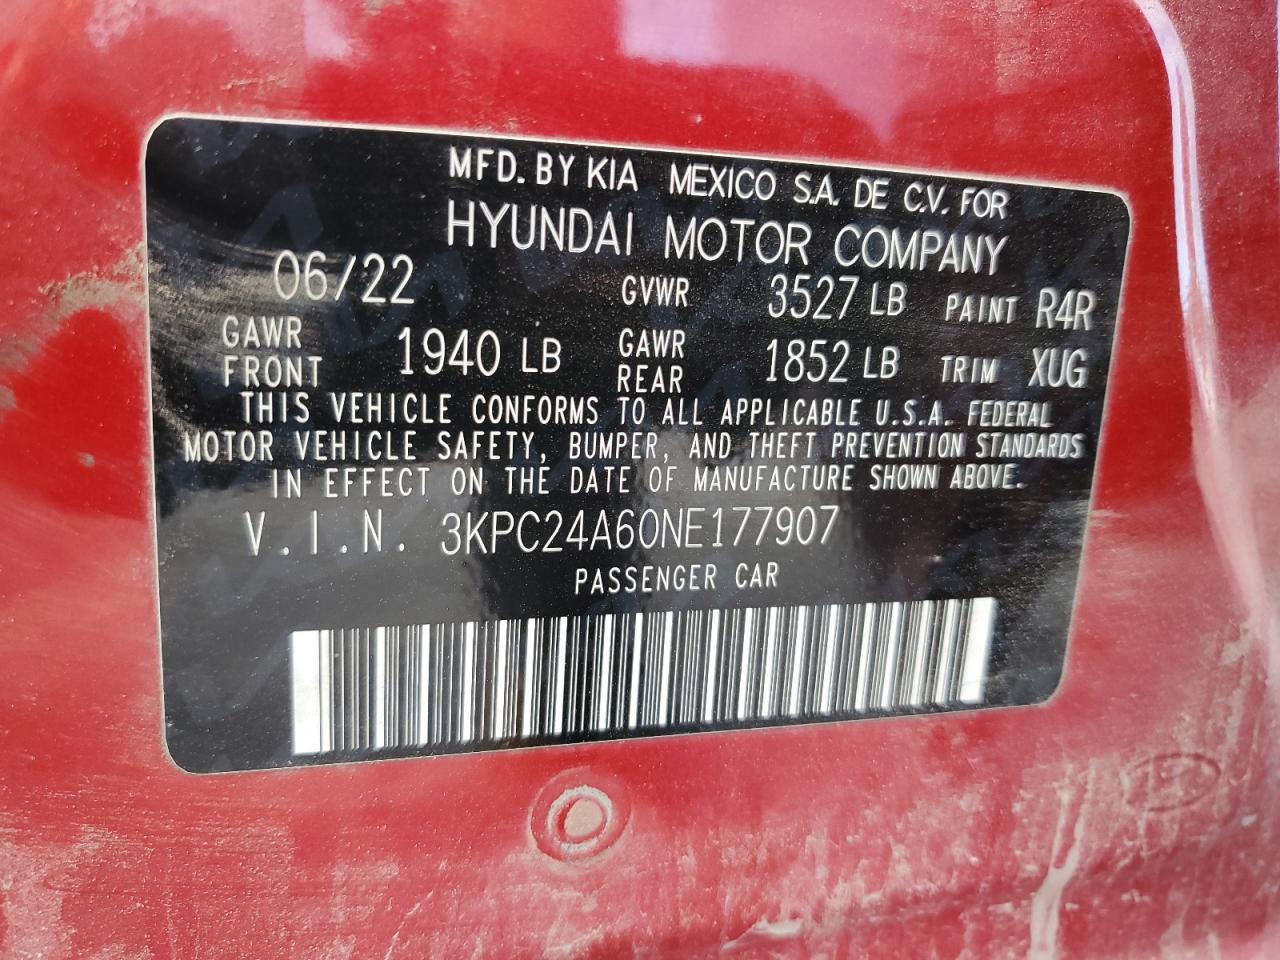 MFD. BY KIA MEXICO S.A. DE C.V. FOR
HYUNDAI MOTOR COMPANY
06/22 GVWR 3527 LB PAINT R4R
GAWR FRONT 1940 LB GAWR REAR 1852 LB TRIM XUG
THIS VEHICLE CONFORMS TO ALL APPLICABLE U.S.A. FEDERAL
MOTOR VEHICLE SAFETY, BUMPER, AND THEFT PREVENTION STANDARDS
IN EFFECT ON THE DATE OF MANUFACTURE SHOWN ABOVE.
V.I.N. 3KPC24A60NE177907
PASSENGER CAR